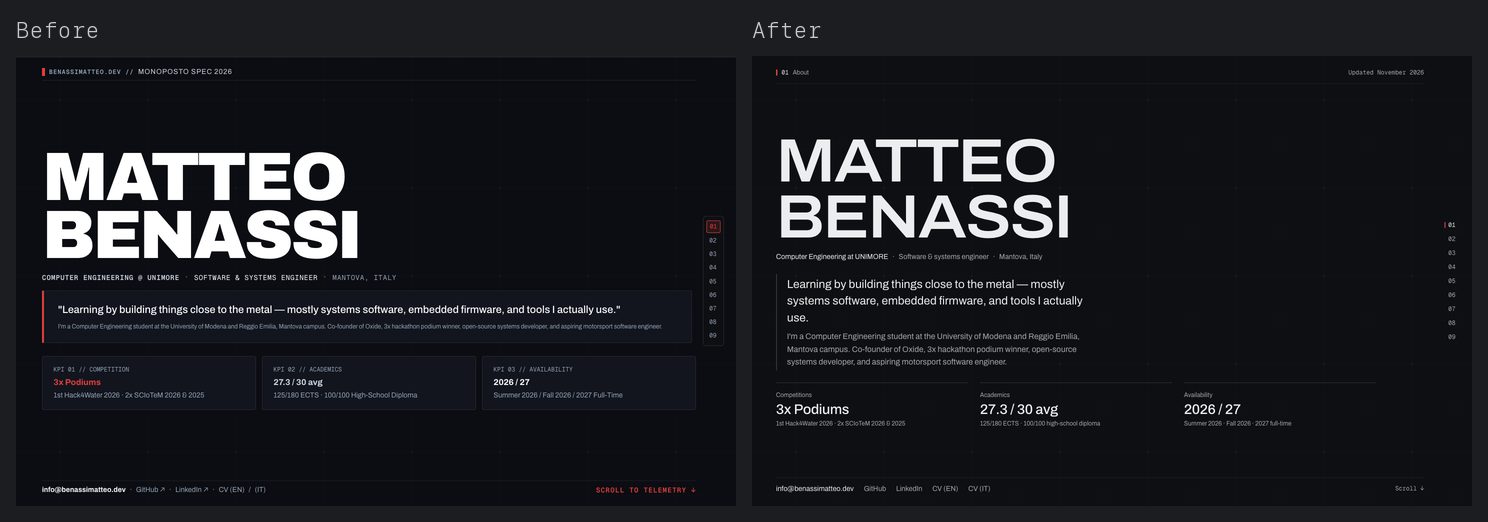 Before
BENASSIMATTEO.DEV // MONOPOSTO SPEC 2026
MATTEO
BENASSI
COMPUTER ENGINEERING @ UNIMORE · SOFTWARE & SYSTEMS ENGINEER · MANTOVA, ITALY
"Learning by building things close to the metal — mostly systems software, embedded firmware, and tools I actually use."
I'm a Computer Engineering student at the University of Modena and Reggio Emilia, Mantova campus. Co-founder of Oxide, 3x hackathon podium winner, open-source systems developer, and aspiring motorsport software engineer.
KPI 01 // COMPETITION
3x Podiums
1st Hack4Water 2026 · 2x SCIoTeM 2026 & 2025
KPI 02 // ACADEMICS
27.3 / 30 avg
125/180 ECTS · 100/100 High-School Diploma
KPI 03 // AVAILABILITY
2026 / 27
Summer 2026 / Fall 2026 / 2027 Full-Time
01
02
03
04
05
06
07
08
09
info@benassimatteo.dev · GitHub ↗ · LinkedIn ↗ · CV (EN) / (IT)
SCROLL TO TELEMETRY ↓
After
01 About
Updated November 2026
MATTEO
BENASSI
Computer Engineering at UNIMORE · Software & systems engineer · Mantova, Italy
Learning by building things close to the metal — mostly
systems software, embedded firmware, and tools I actually
use.
I'm a Computer Engineering student at the University of Modena and Reggio Emilia,
Mantova campus. Co-founder of Oxide, 3x hackathon podium winner, open-source
systems developer, and aspiring motorsport software engineer.
Competitions
3x Podiums
1st Hack4Water 2026 · 2x SCIoTeM 2026 & 2025
Academics
27.3 / 30 avg
125/180 ECTS · 100/100 high-school diploma
Availability
2026 / 27
Summer 2026 · Fall 2026 · 2027 full-time
01
02
03
04
05
06
07
08
09
info@benassimatteo.dev GitHub LinkedIn CV (EN) CV (IT)
Scroll ↓